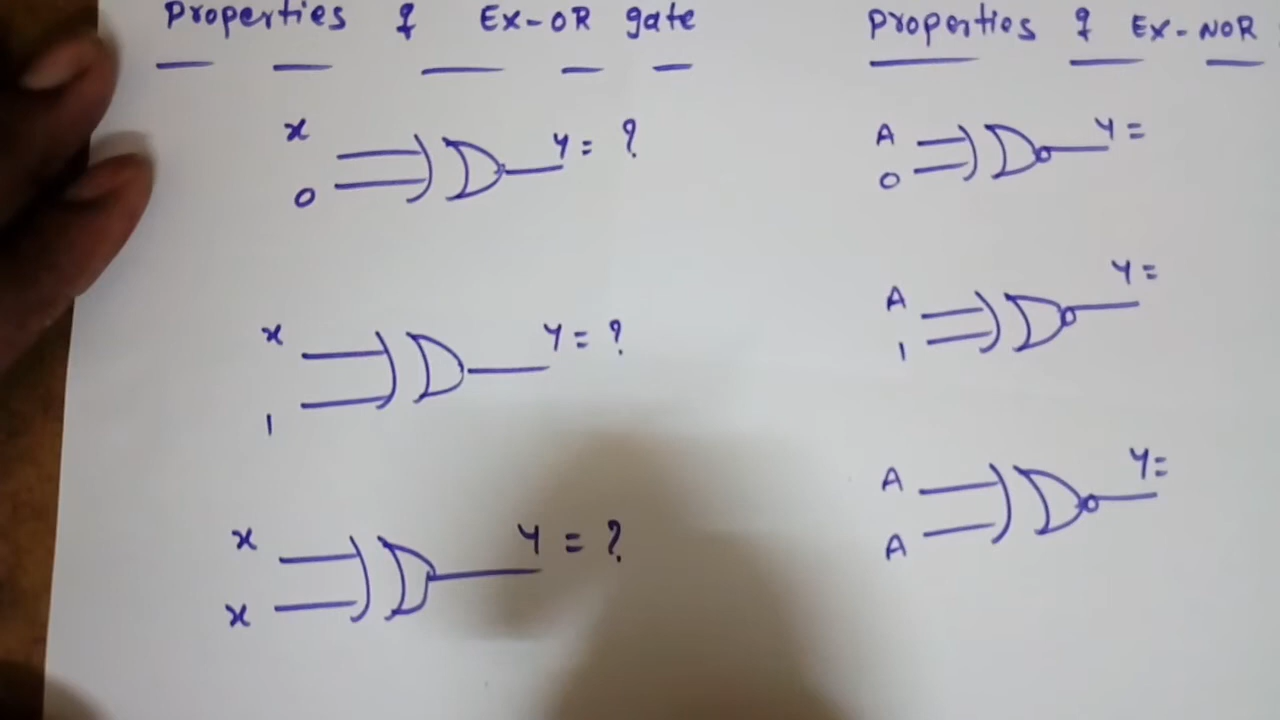 Properties of Ex-OR gate
x
0
Y = ?
x
1
Y = ?
x
x
Y = ?
Properties of Ex-NOR
A
0
Y =
A
1
Y =
A
A
Y =